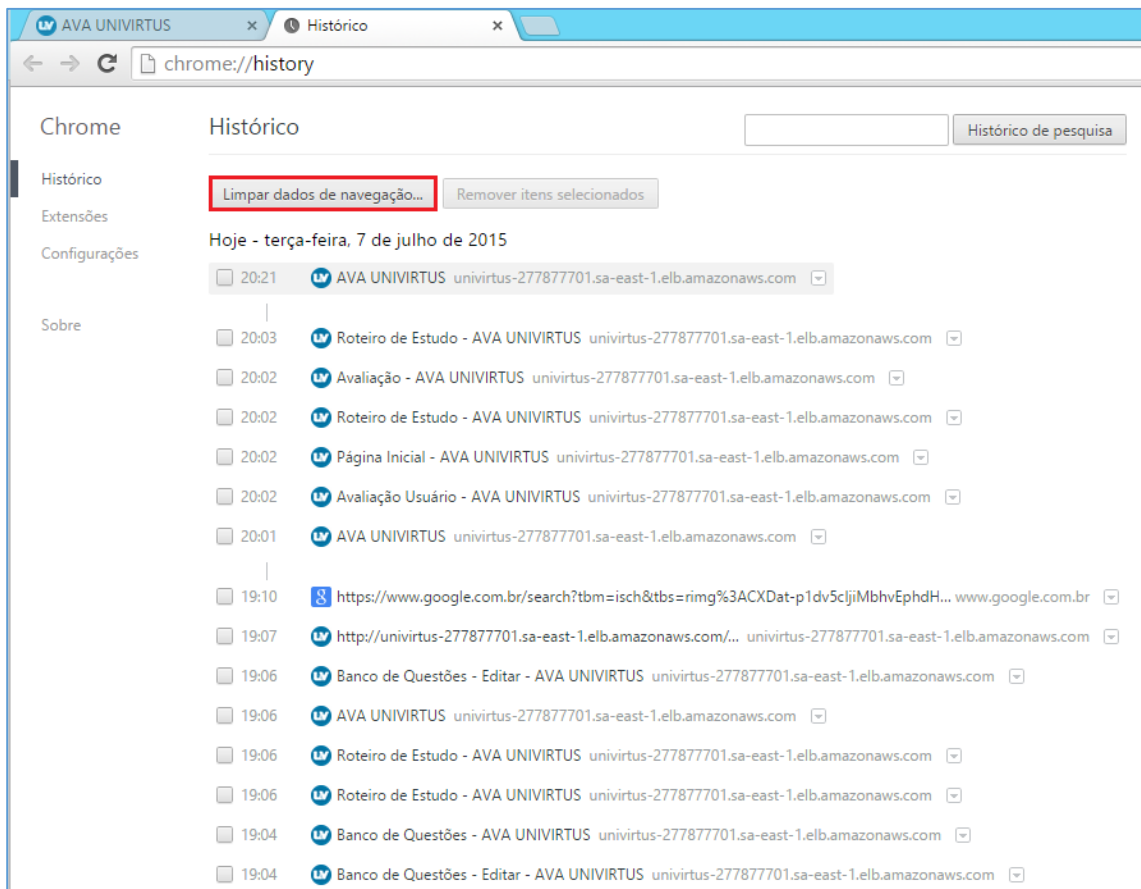 AVA UNIVIRTUS
Histórico
chrome://history
Chrome
Histórico
Histórico de pesquisa
Histórico
Extensões
Configurações
Sobre
Limpar dados de navegação... Remover itens selecionados
Hoje - terça-feira, 7 de julho de 2015
20:21 AVA UNIVIRTUS univirtus-277877701.sa-east-1.elb.amazonaws.com
20:03 Roteiro de Estudo - AVA UNIVIRTUS univirtus-277877701.sa-east-1.elb.amazonaws.com
20:02 Avaliação - AVA UNIVIRTUS univirtus-277877701.sa-east-1.elb.amazonaws.com
20:02 Roteiro de Estudo - AVA UNIVIRTUS univirtus-277877701.sa-east-1.elb.amazonaws.com
20:02 Página Inicial - AVA UNIVIRTUS univirtus-277877701.sa-east-1.elb.amazonaws.com
20:02 Avaliação Usuário - AVA UNIVIRTUS univirtus-277877701.sa-east-1.elb.amazonaws.com
20:01 AVA UNIVIRTUS univirtus-277877701.sa-east-1.elb.amazonaws.com
19:10 https://www.google.com.br/search?tbm=isch&tbs=rimg%3ACXDat-p1dv5cIjiMbhvEphdH... www.google.com.br
19:07 http://univirtus-277877701.sa-east-1.elb.amazonaws.com/... univirtus-277877701.sa-east-1.elb.amazonaws.com
19:06 Banco de Questões - Editar - AVA UNIVIRTUS univirtus-277877701.sa-east-1.elb.amazonaws.com
19:06 AVA UNIVIRTUS univirtus-277877701.sa-east-1.elb.amazonaws.com
19:06 Roteiro de Estudo - AVA UNIVIRTUS univirtus-277877701.sa-east-1.elb.amazonaws.com
19:06 Roteiro de Estudo - AVA UNIVIRTUS univirtus-277877701.sa-east-1.elb.amazonaws.com
19:04 Banco de Questões - AVA UNIVIRTUS univirtus-277877701.sa-east-1.elb.amazonaws.com
19:04 Banco de Questões - Editar - AVA UNIVIRTUS univirtus-277877701.sa-east-1.elb.amazonaws.com